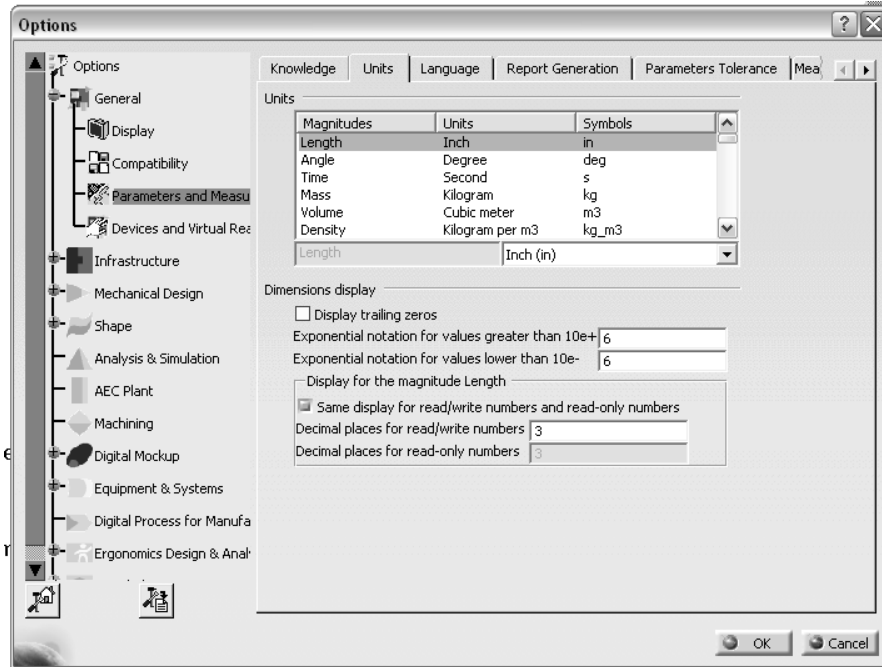 Options
Options
General
Display
Compatibility
Parameters and Measu
Devices and Virtual Rea
Infrastructure
Mechanical Design
Shape
Analysis & Simulation
AEC Plant
Machining
Digital Mockup
Equipment & Systems
Digital Process for Manufa
Ergonomics Design & Anal
Knowledge Units Language Report Generation Parameters Tolerance Mea
Units
Magnitudes Units Symbols
Length Inch in
Angle Degree deg
Time Second s
Mass Kilogram kg
Volume Cubic meter m3
Density Kilogram per m3 kg_m3
Length Inch (in)
Dimensions display
Display trailing zeros
Exponential notation for values greater than 10e+ 6
Exponential notation for values lower than 10e- 6
Display for the magnitude Length
Same display for read/write numbers and read-only numbers
Decimal places for read/write numbers 3
Decimal places for read-only numbers 3
OK Cancel